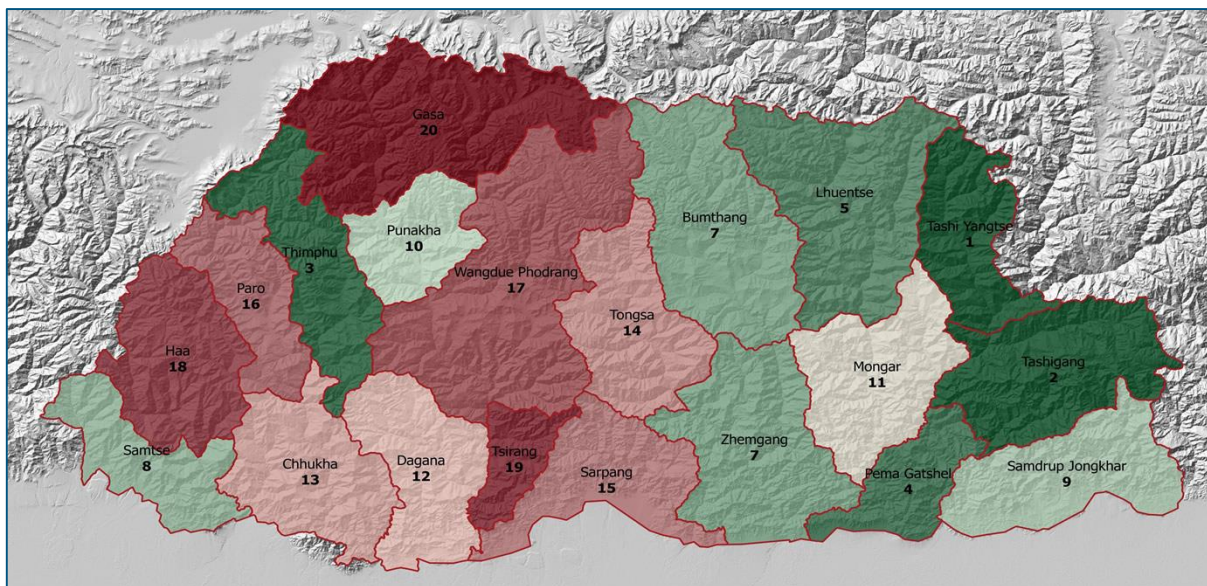 Gasa
20
Lhuentse
5
Bumthang
7
Tashi Yangtse
1
Punakha
10
Thimphu
3
Wangdue Phodrang
17
Paro
16
Tongsa
14
Haa
18
Mongar
11
Tashigang
2
Zhemgang
7
Samtse
8
Chhukha
13
Dagana
12
Tsirang
19
Sarpang
15
Pema Gatshel
4
Samdrup Jongkhar
9